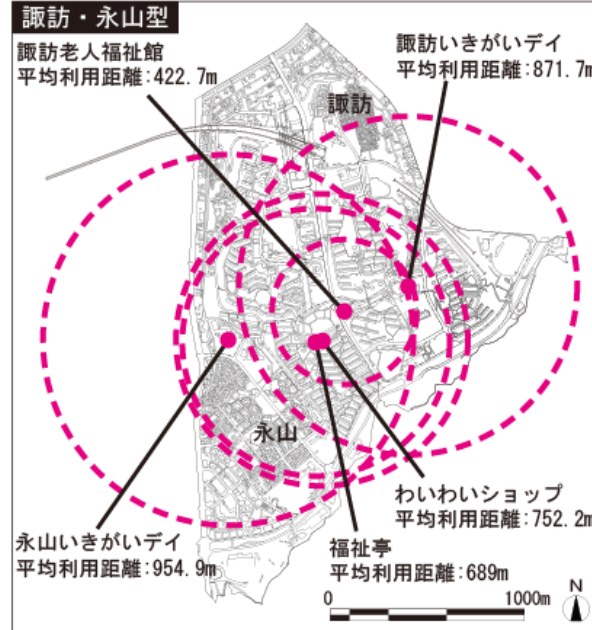 諏訪・永山型
諏訪老人福祉館
平均利用距離:422.7m
諏訪いきがいデイ
平均利用距離:871.7m
諏訪
永山
わいわいショップ
平均利用距離:752.2m
永山いきがいデイ
平均利用距離:954.9m
福祉亭
平均利用距離:689m
0 1000m
N